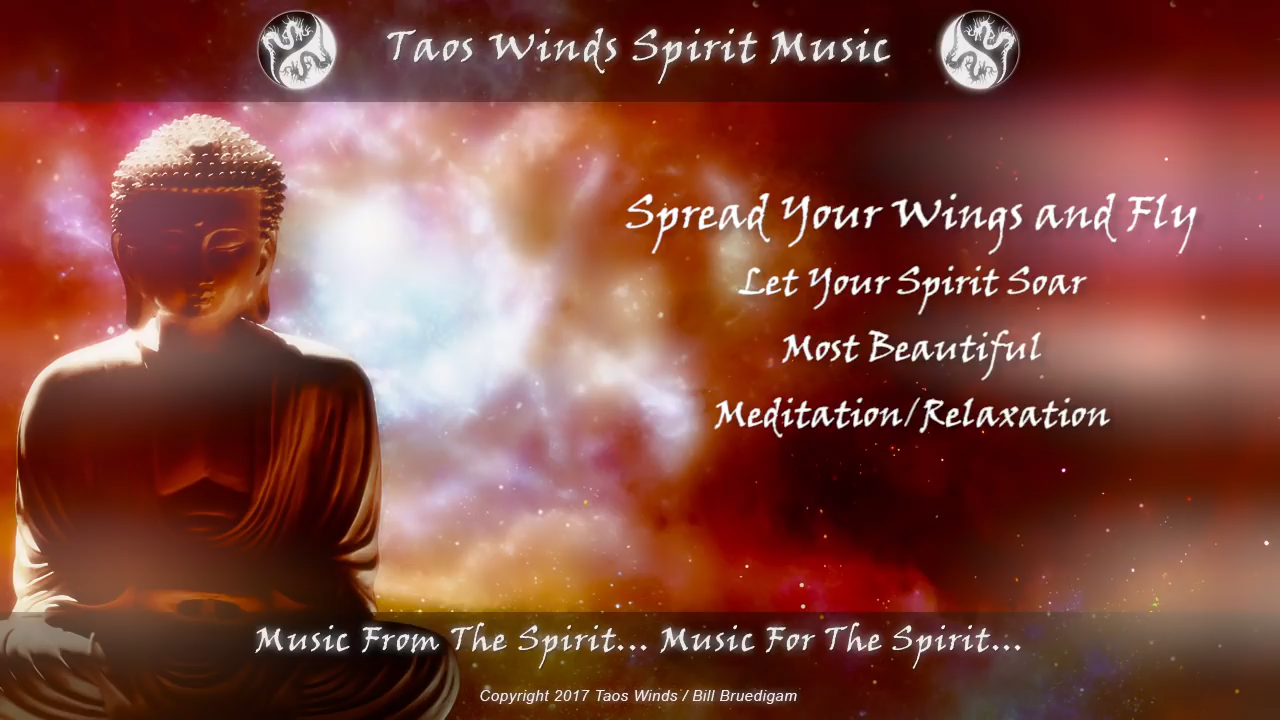 Taos Winds Spirit Music
Spread Your Wings and Fly
Let Your Spirit Soar
Most Beautiful
Meditation/Relaxation
Music From The Spirit... Music For The Spirit...
Copyright 2017 Taos Winds / Bill Bruedigam